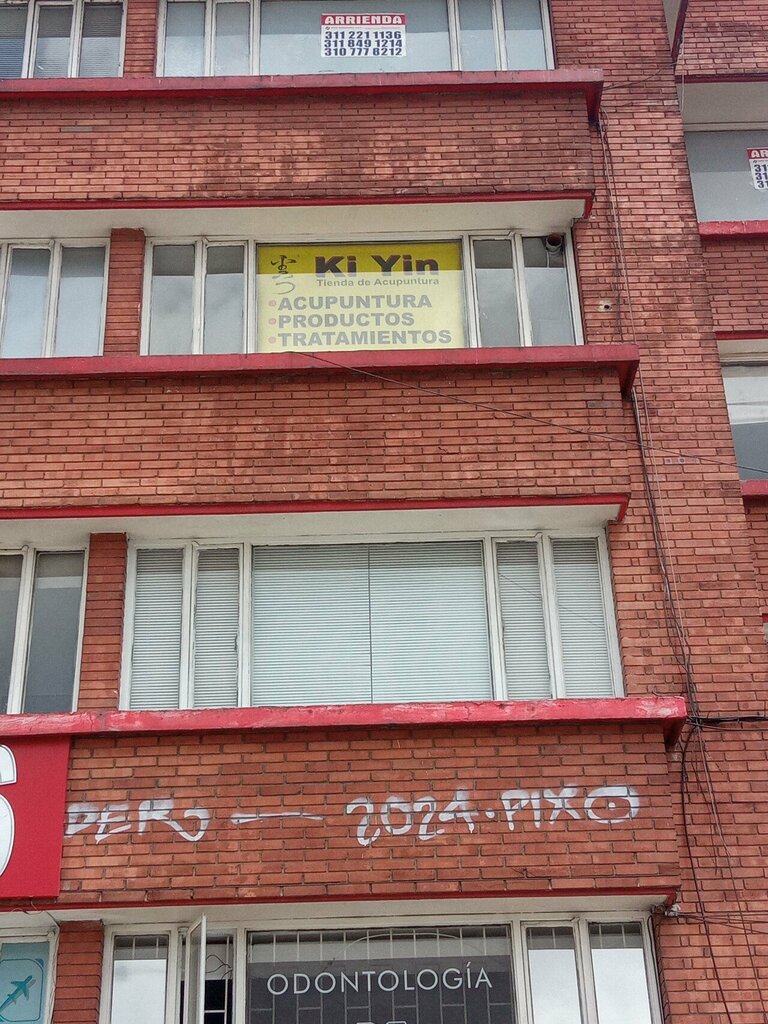 ARRIENDA
311 221 1136
311 849 1214
310 777 8212
Ki Yin
Tienda de Acupuntura
•ACUPUNTURA
•PRODUCTOS
•TRATAMIENTOS
2024·PIXO
ODONTOLOGÍA